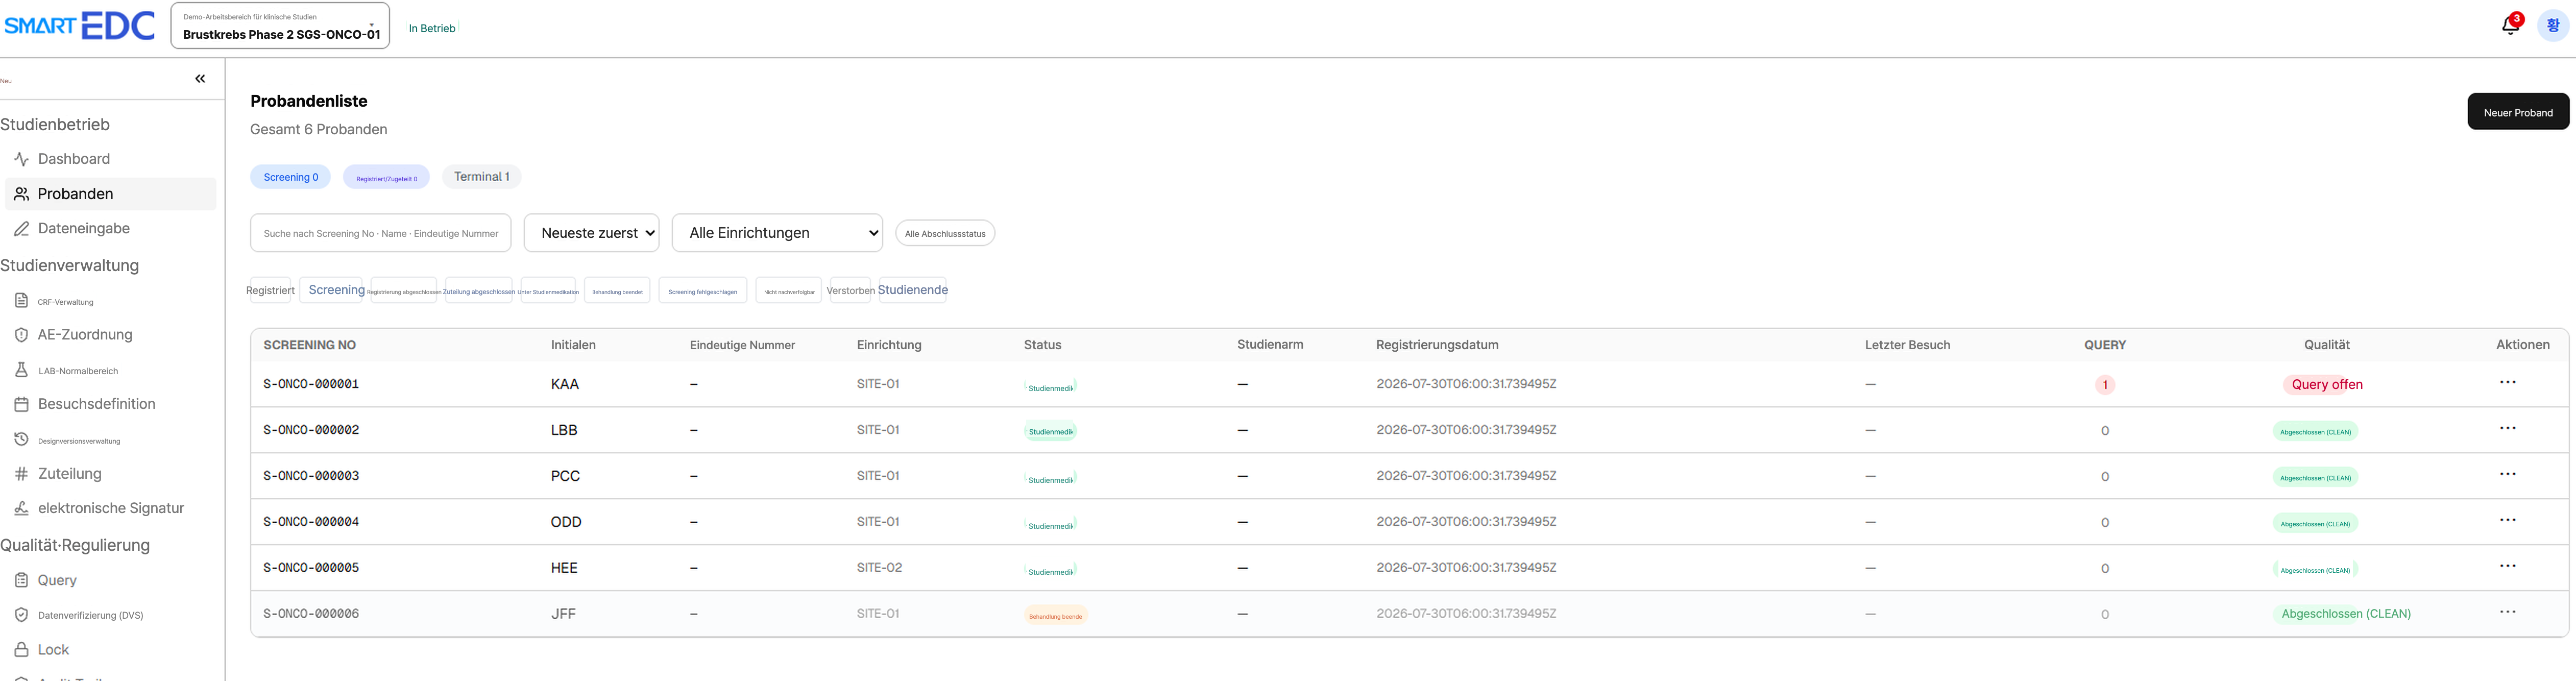 SMART EDC
Demo-Arbeitsbereich für klinische Studien
Brustkrebs Phase 2 SGS-ONCO-01
In Betrieb
3
황
Neu
Studienbetrieb
Dashboard
Probanden
Dateneingabe
Studienverwaltung
CRF-Verwaltung
AE-Zuordnung
LAB-Normalbereich
Besuchsdefinition
Designversionsverwaltung
Zuteilung
elektronische Signatur
Qualität·Regulierung
Query
Datenverifizierung (DVS)
Lock
Probandenliste
Gesamt 6 Probanden
Neuer Proband
Screening 0
Registriert/Zugeteilt 0
Terminal 1
Suche nach Screening No · Name · Eindeutige Nummer
Neueste zuerst
Alle Einrichtungen
Alle Abschlussstatus
Registriert Screening Registrierung abgeschlossen Zuteilung abgeschlossen Unter Studienmedikation Behandlung beendet Screening fehlgeschlagen Nicht nachverfolgbar Verstorben Studienende
SCREENING NO Initialen Eindeutige Nummer Einrichtung Status Studienarm Registrierungsdatum Letzter Besuch QUERY Qualität Aktionen
S-ONCO-000001 KAA – SITE-01 Studienmedik — 2026-07-30T06:00:31.739495Z — 1 Query offen ...
S-ONCO-000002 LBB – SITE-01 Studienmedik — 2026-07-30T06:00:31.739495Z — 0 Abgeschlossen (CLEAN) ...
S-ONCO-000003 PCC – SITE-01 Studienmedik — 2026-07-30T06:00:31.739495Z — 0 Abgeschlossen (CLEAN) ...
S-ONCO-000004 ODD – SITE-01 Studienmedik — 2026-07-30T06:00:31.739495Z — 0 Abgeschlossen (CLEAN) ...
S-ONCO-000005 HEE – SITE-02 Studienmedik — 2026-07-30T06:00:31.739495Z — 0 Abgeschlossen (CLEAN) ...
S-ONCO-000006 JFF – SITE-01 Behandlung beende — 2026-07-30T06:00:31.739495Z — 0 Abgeschlossen (CLEAN) ...